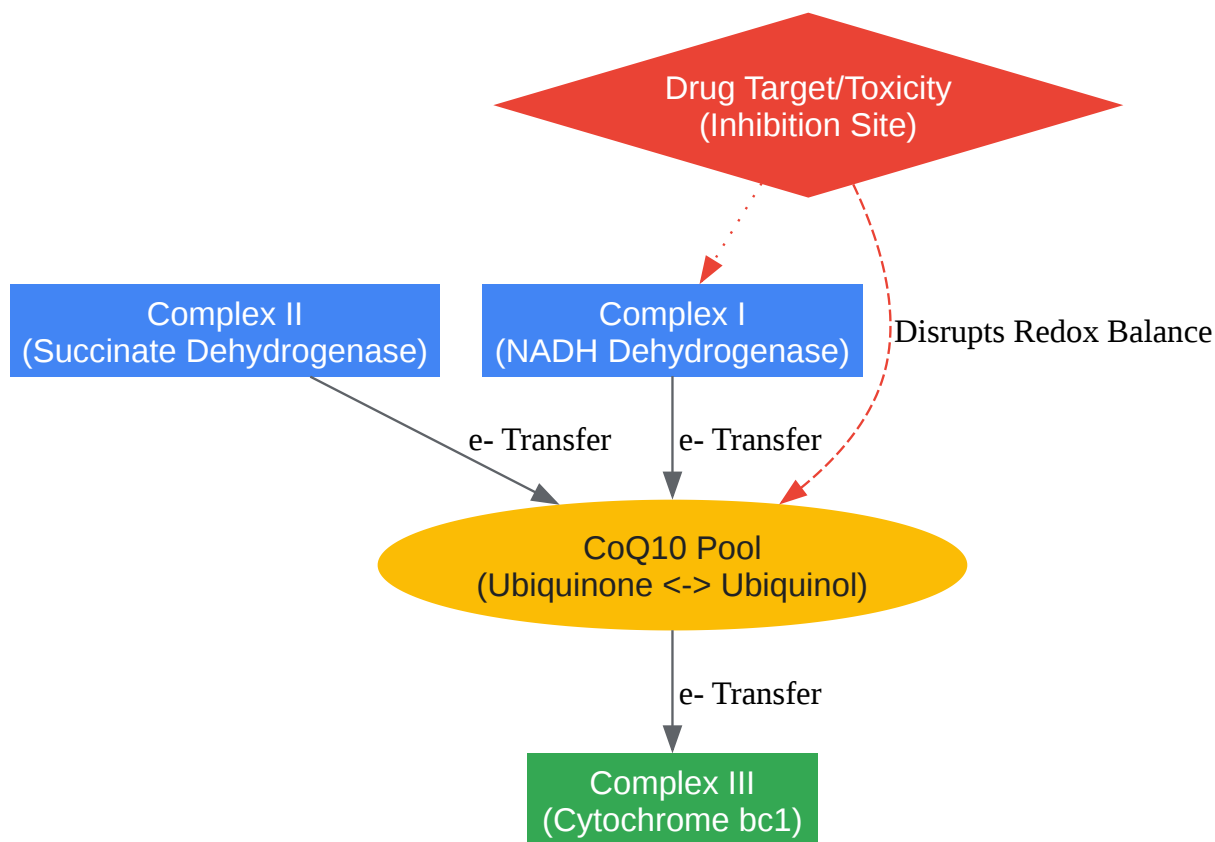 Drug Target/Toxicity
(Inhibition Site)
Complex II
(Succinate Dehydrogenase)
Complex I
(NADH Dehydrogenase)
Disrupts Redox Balance
e- Transfer
e- Transfer
CoQ10 Pool
(Ubiquinone <-> Ubiquinol)
e- Transfer
Complex III
(Cytochrome bc1)